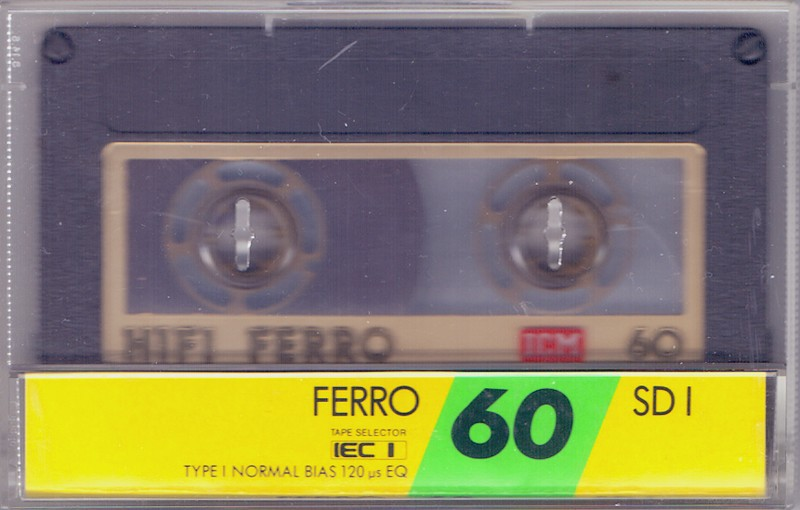 HIFI FERRO ICM 60
FERRO 60 SD I
TAPE SELECTOR
IEC I
TYPE I NORMAL BIAS 120 µs EQ